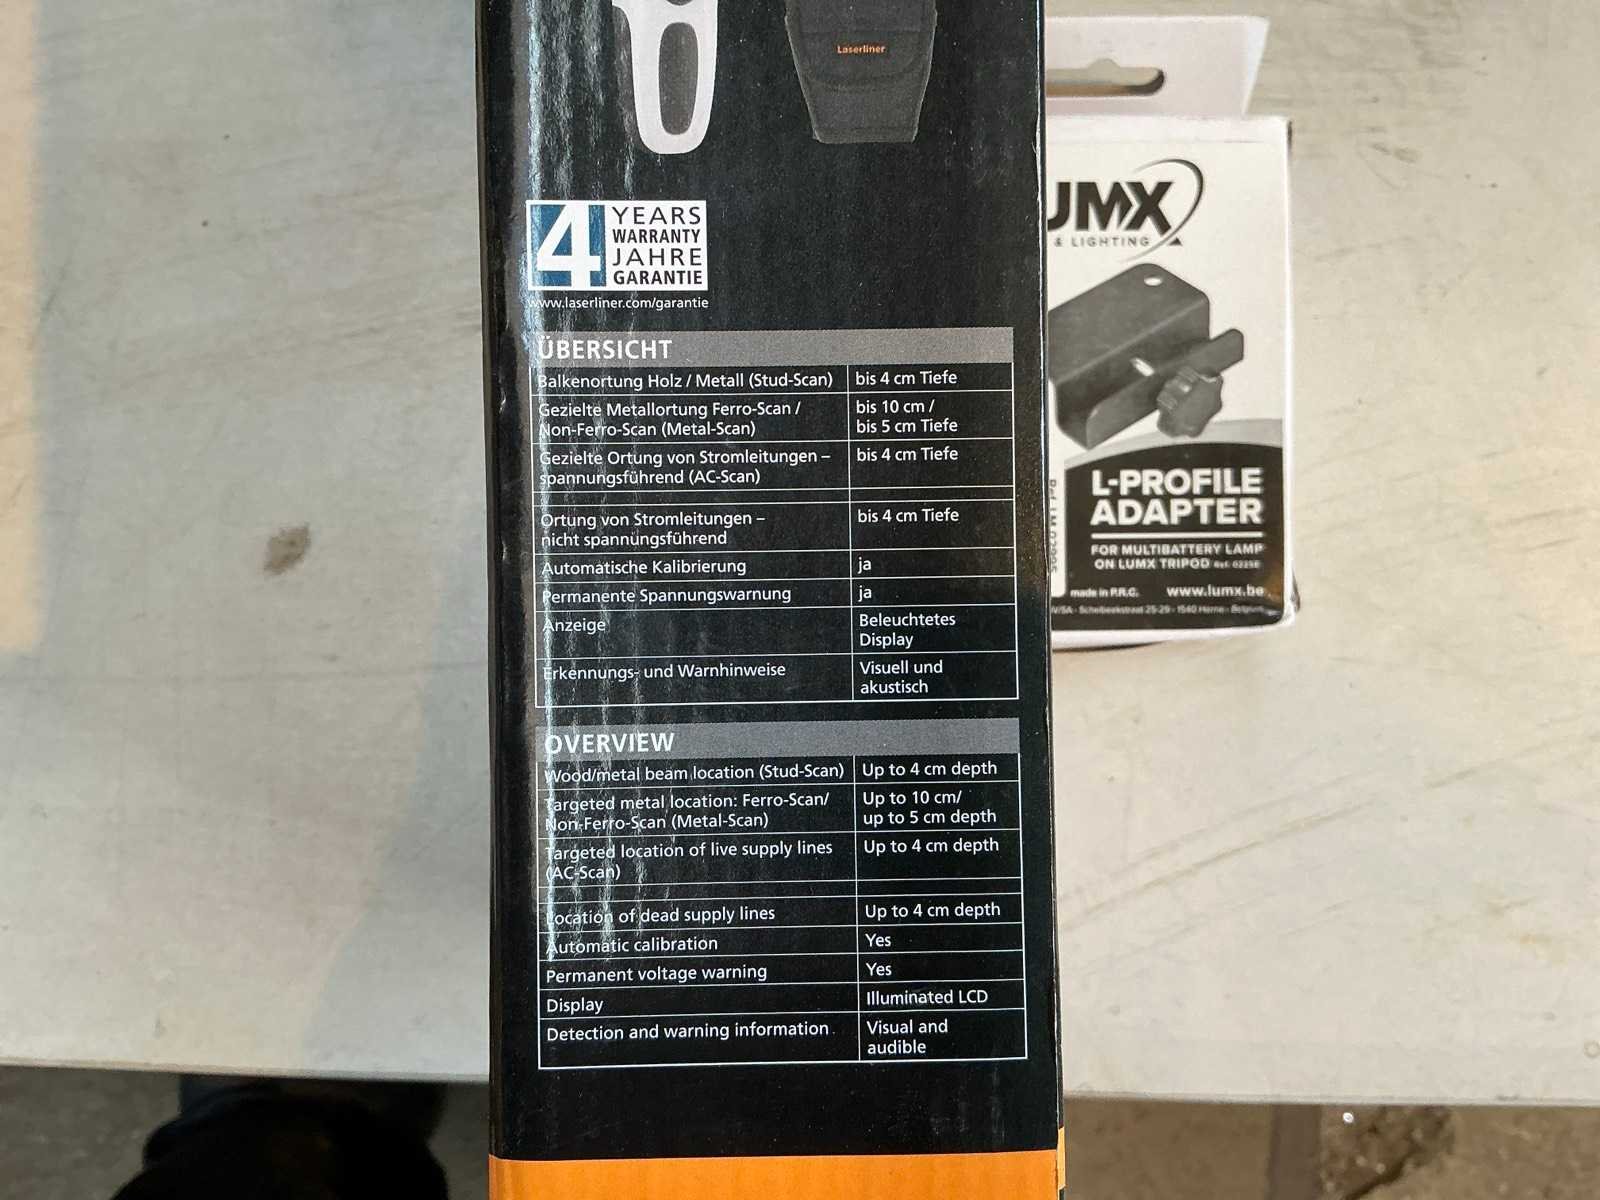 Laserliner
4 YEARS
WARRANTY
JAHRE
GARANTIE
www.laserliner.com/garantie
ÜBERSICHT
Balkenortung Holz / Metall (Stud-Scan) bis 4 cm Tiefe
Gezielte Metallortung Ferro-Scan / bis 10 cm /
Non-Ferro-Scan (Metal-Scan) bis 5 cm Tiefe
Gezielte Ortung von Stromleitungen – bis 4 cm Tiefe
spannungsführend (AC-Scan)
Ortung von Stromleitungen – bis 4 cm Tiefe
nicht spannungsführend
Automatische Kalibrierung ja
Permanente Spannungswarnung ja
Anzeige Beleuchtetes
Display
Erkennungs- und Warnhinweise Visuell und
akustisch
OVERVIEW
Wood/metal beam location (Stud-Scan) Up to 4 cm depth
Targeted metal location: Ferro-Scan/ Up to 10 cm/
Non-Ferro-Scan (Metal-Scan) up to 5 cm depth
Targeted location of live supply lines Up to 4 cm depth
(AC-Scan)
Location of dead supply lines Up to 4 cm depth
Automatic calibration Yes
Permanent voltage warning Yes
Display Illuminated LCD
Detection and warning information Visual and
audible
UMX
& LIGHTING
L-PROFILE
ADAPTER
FOR MULTIBATTERY LAMP
ON LUMX TRIPOD
made in P.R.C. www.lumx.be
Scheibeekstraat 25-29 - 1540 Herne - Belgium